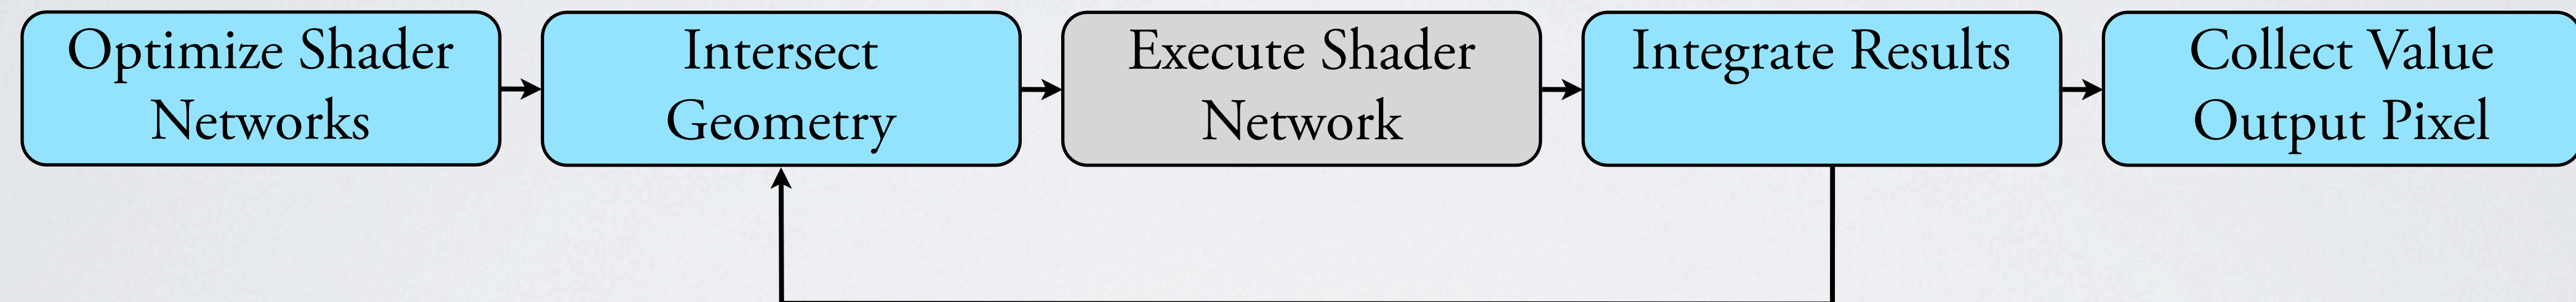 Optimize Shader
Networks
Intersect
Geometry
Execute Shader
Network
Integrate Results
Collect Value
Output Pixel